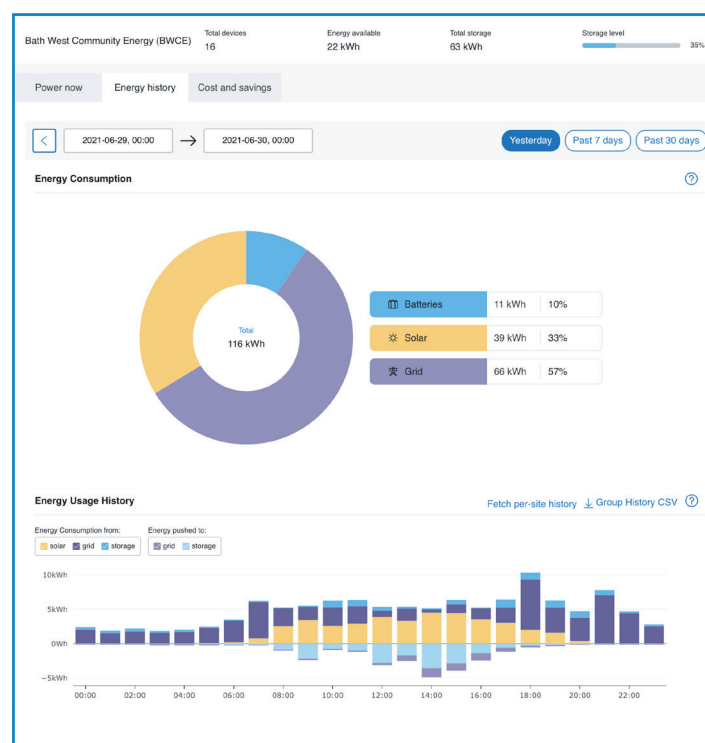 Bath West Community Energy (BWCE)
Total devices
16
Energy available
22 kWh
Total storage
63 kWh
Storage level
35%
Power now
Energy history
Cost and savings
<
2021-06-29, 00:00
→
2021-06-30, 00:00
Yesterday
Past 7 days
Past 30 days
Energy Consumption
?
Total
116 kWh
Batteries 11 kWh 10%
Solar 39 kWh 33%
Grid 66 kWh 57%
Energy Usage History
Fetch per-site history
Group History CSV
?
Energy Consumption from:
solar grid storage
Energy pushed to:
grid storage
10kWh
5kWh
0Wh
−5kWh
00:00 02:00 04:00 06:00 08:00 10:00 12:00 14:00 16:00 18:00 20:00 22:00